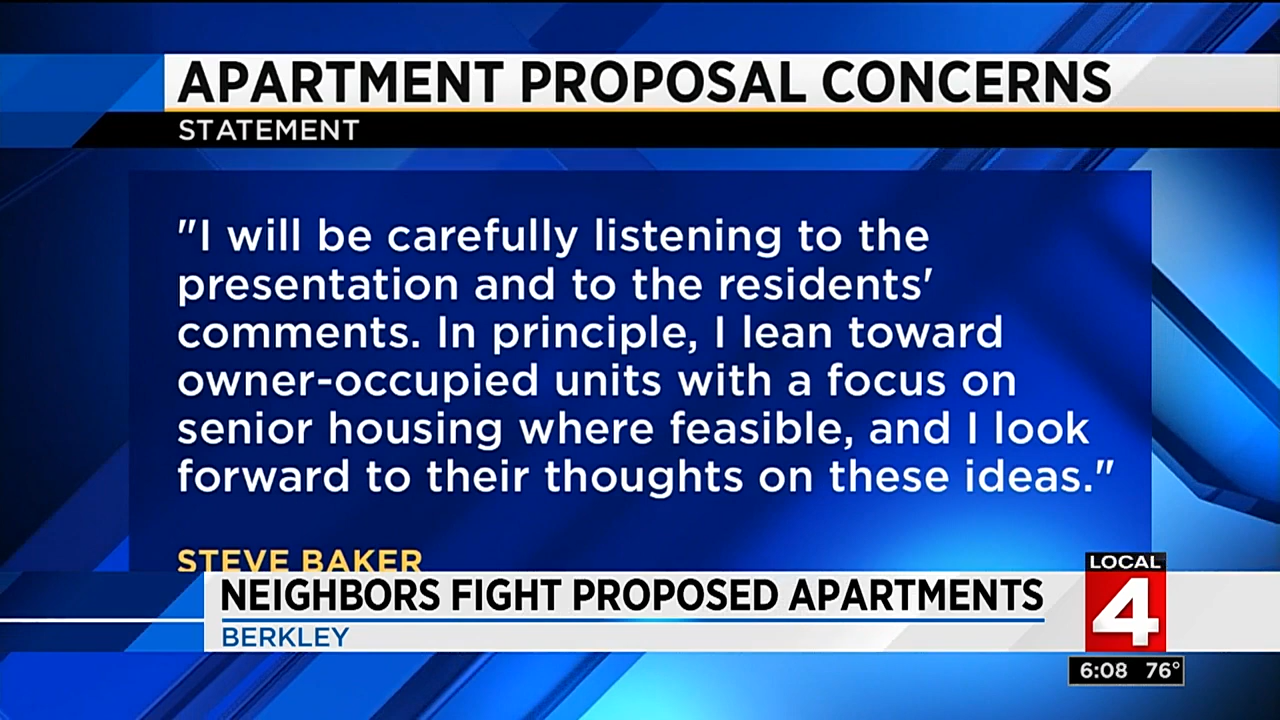 APARTMENT PROPOSAL CONCERNS
STATEMENT
"I will be carefully listening to the
presentation and to the residents'
comments. In principle, I lean toward
owner-occupied units with a focus on
senior housing where feasible, and I look
forward to their thoughts on these ideas."
STEVE BAKER
NEIGHBORS FIGHT PROPOSED APARTMENTS
BERKLEY
LOCAL
4
6:08 76°